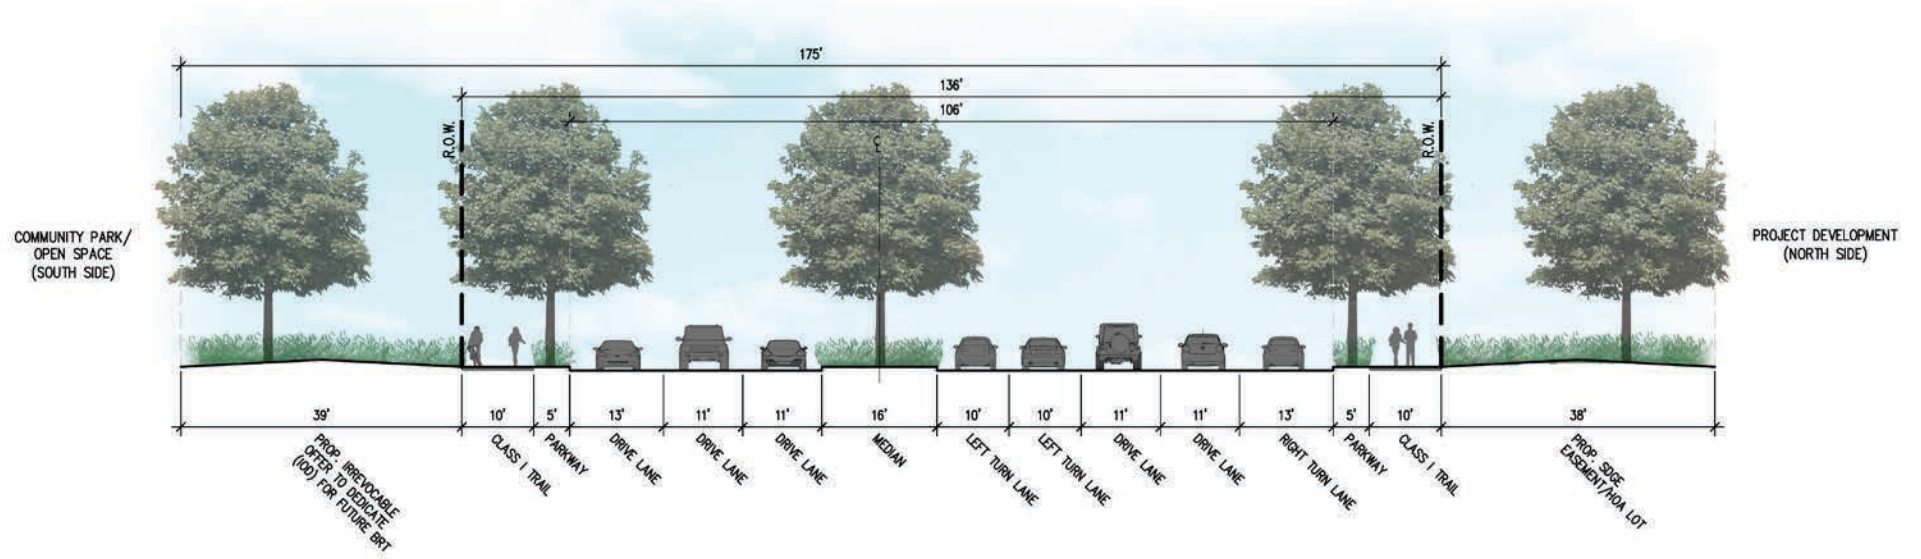 175'
136'
106'
R.O.W.
℄
R.O.W.
COMMUNITY PARK/
OPEN SPACE
(SOUTH SIDE)
PROJECT DEVELOPMENT
(NORTH SIDE)
39'
10'
5'
13'
11'
11'
16'
10'
10'
11'
11'
13'
5'
10'
38'
PROP. IRREVOCABLE
OFFER TO DEDICATE
(IOD) FOR FUTURE BRT
CLASS I TRAIL
PARKWAY
DRIVE LANE
DRIVE LANE
DRIVE LANE
MEDIAN
LEFT TURN LANE
LEFT TURN LANE
DRIVE LANE
DRIVE LANE
RIGHT TURN LANE
PARKWAY
CLASS I TRAIL
PROP. SDGE
EASEMENT/HOA LOT